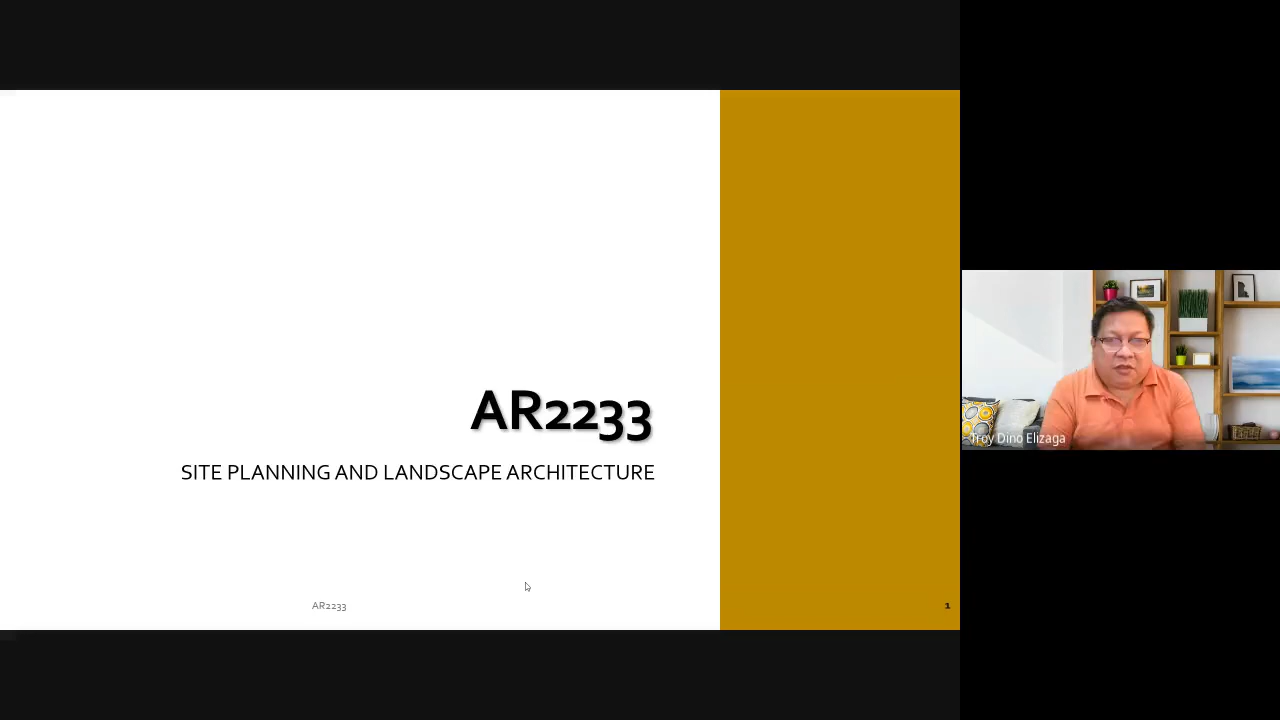 AR2233
SITE PLANNING AND LANDSCAPE ARCHITECTURE
AR2233
1
Troy Dino Elizaga